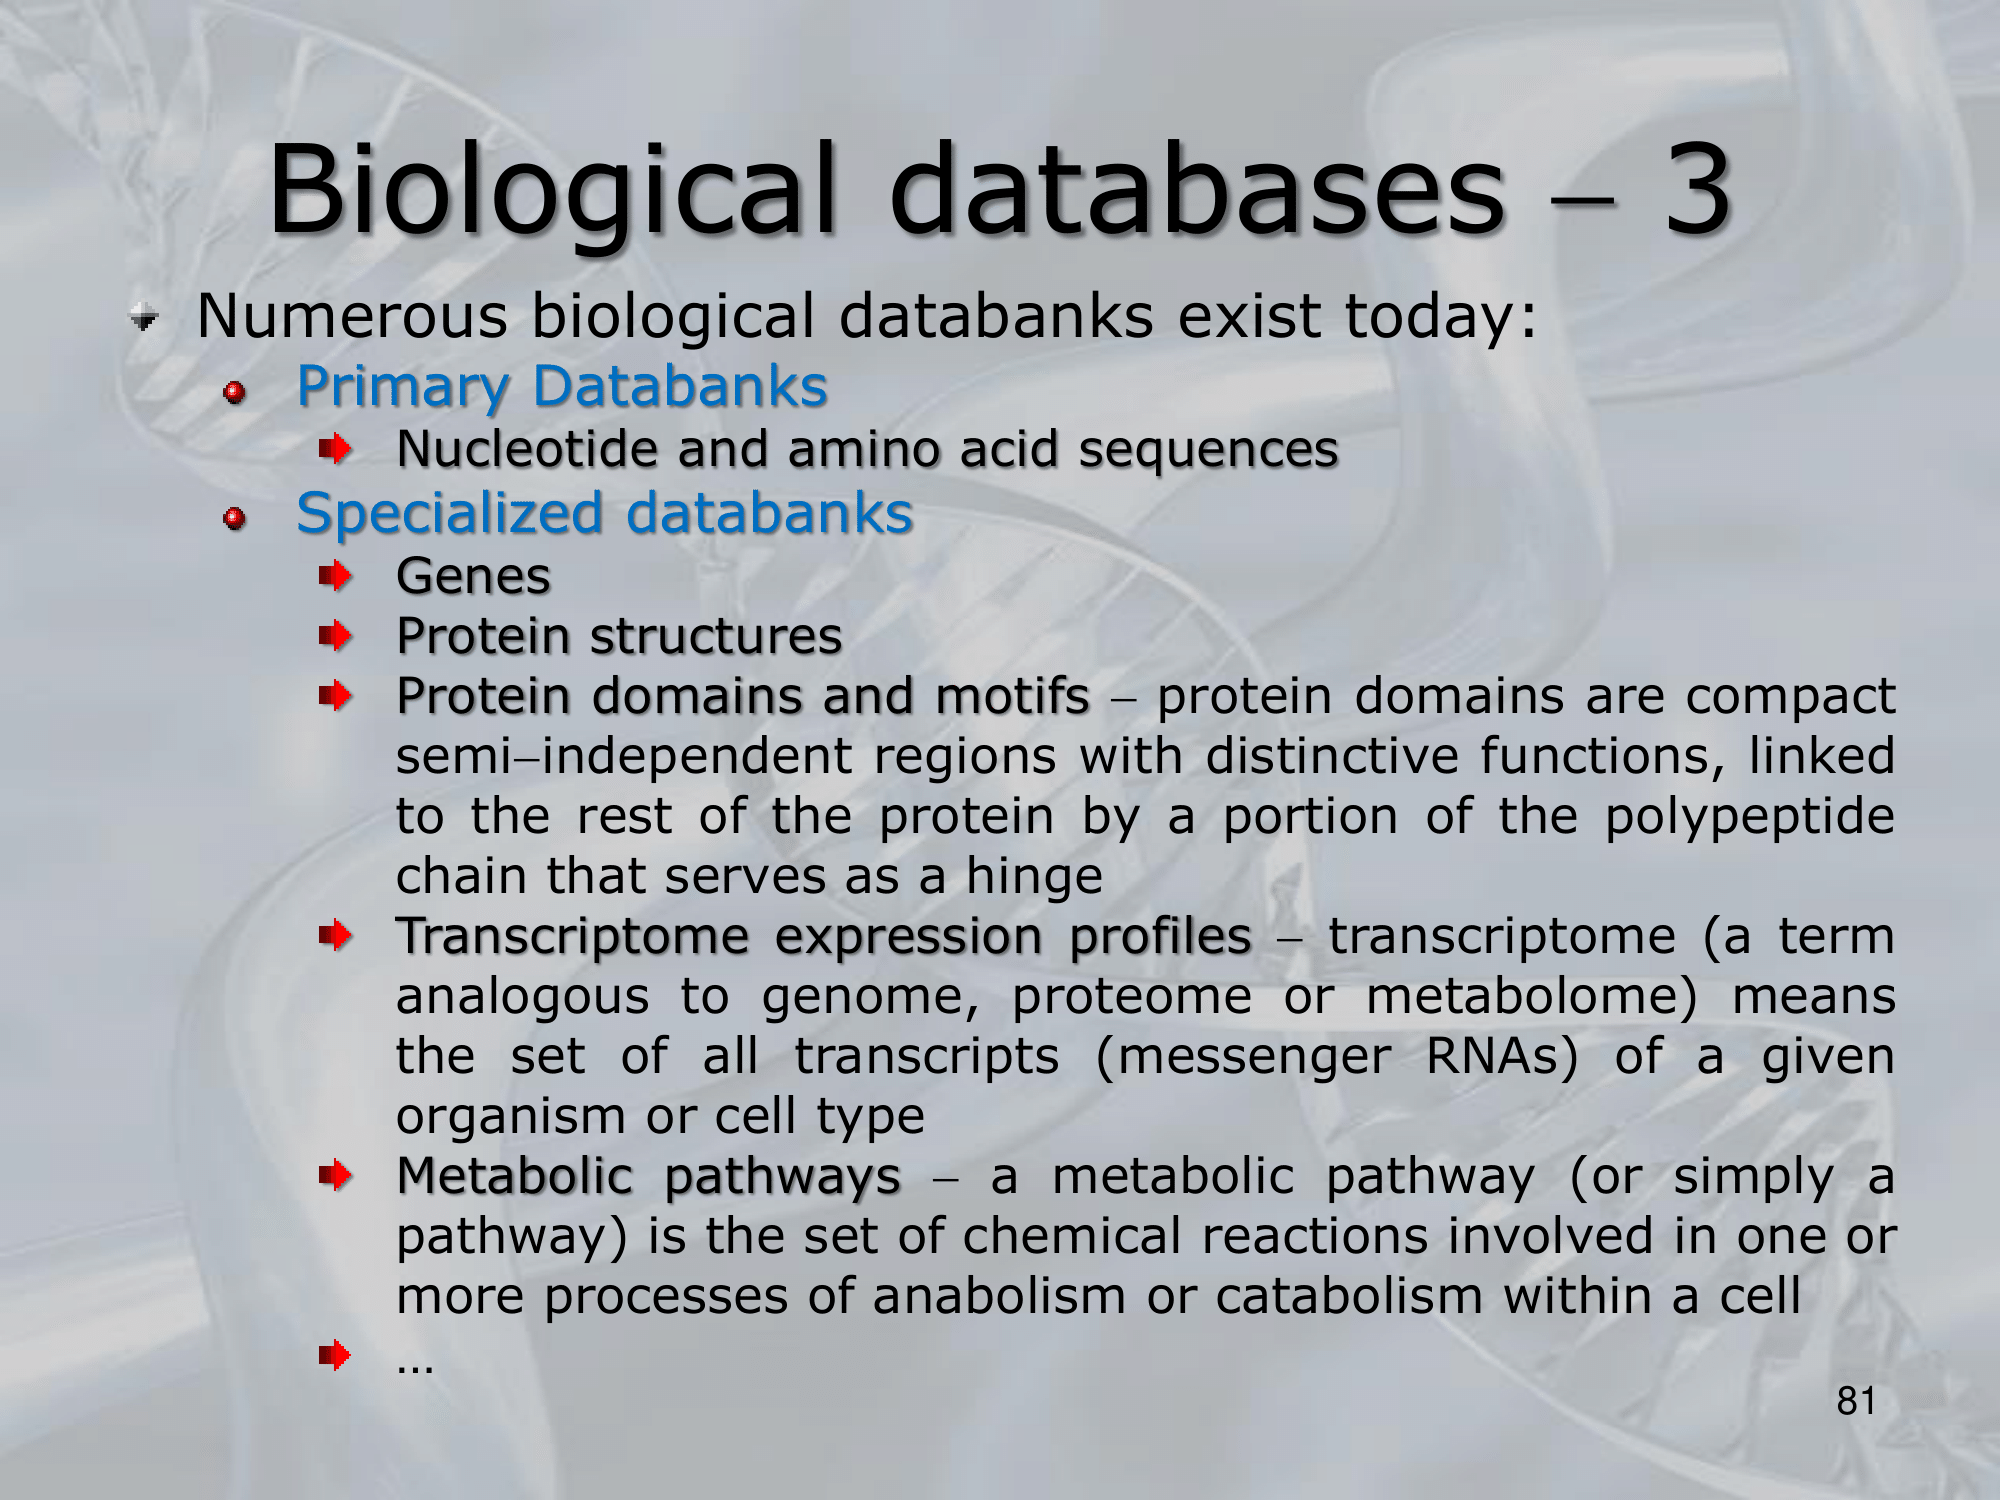 Biological databases – 3
Numerous biological databanks exist today:
Primary Databanks
Nucleotide and amino acid sequences
Specialized databanks
Genes
Protein structures
Protein domains and motifs – protein domains are compact
semi–independent regions with distinctive functions, linked
to the rest of the protein by a portion of the polypeptide
chain that serves as a hinge
Transcriptome expression profiles – transcriptome (a term
analogous to genome, proteome or metabolome) means
the set of all transcripts (messenger RNAs) of a given
organism or cell type
Metabolic pathways – a metabolic pathway (or simply a
pathway) is the set of chemical reactions involved in one or
more processes of anabolism or catabolism within a cell
…
81